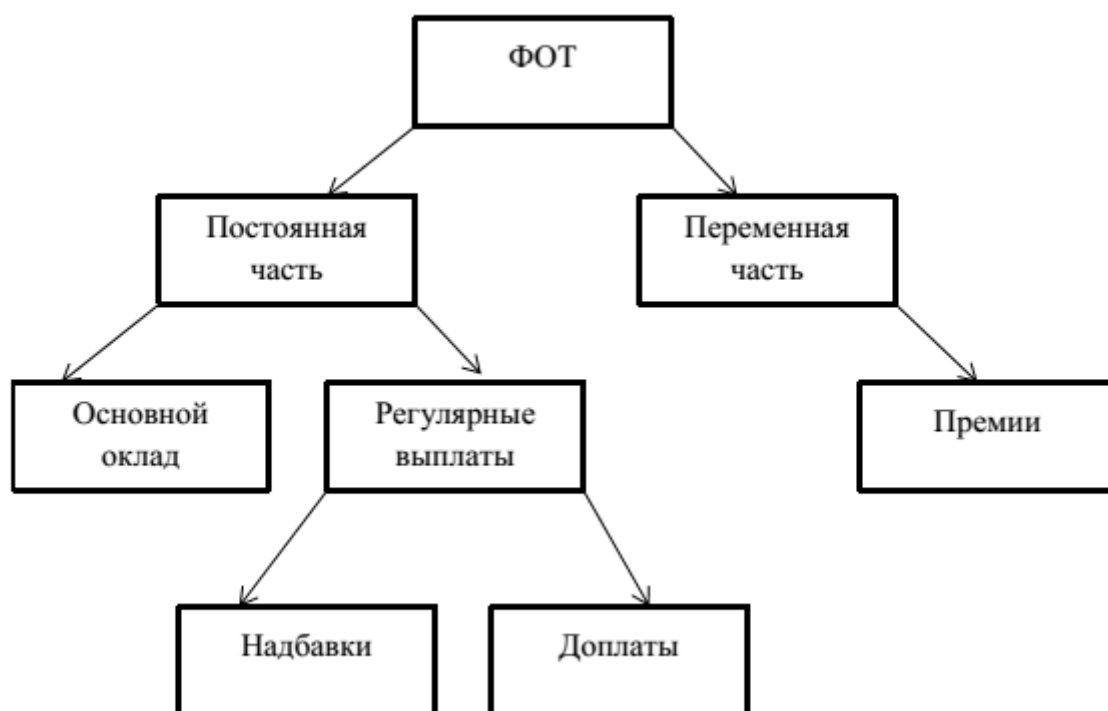 ФОТ
Постоянная
часть
Переменная
часть
Основной
оклад
Регулярные
выплаты
Премии
Надбавки
Доплаты